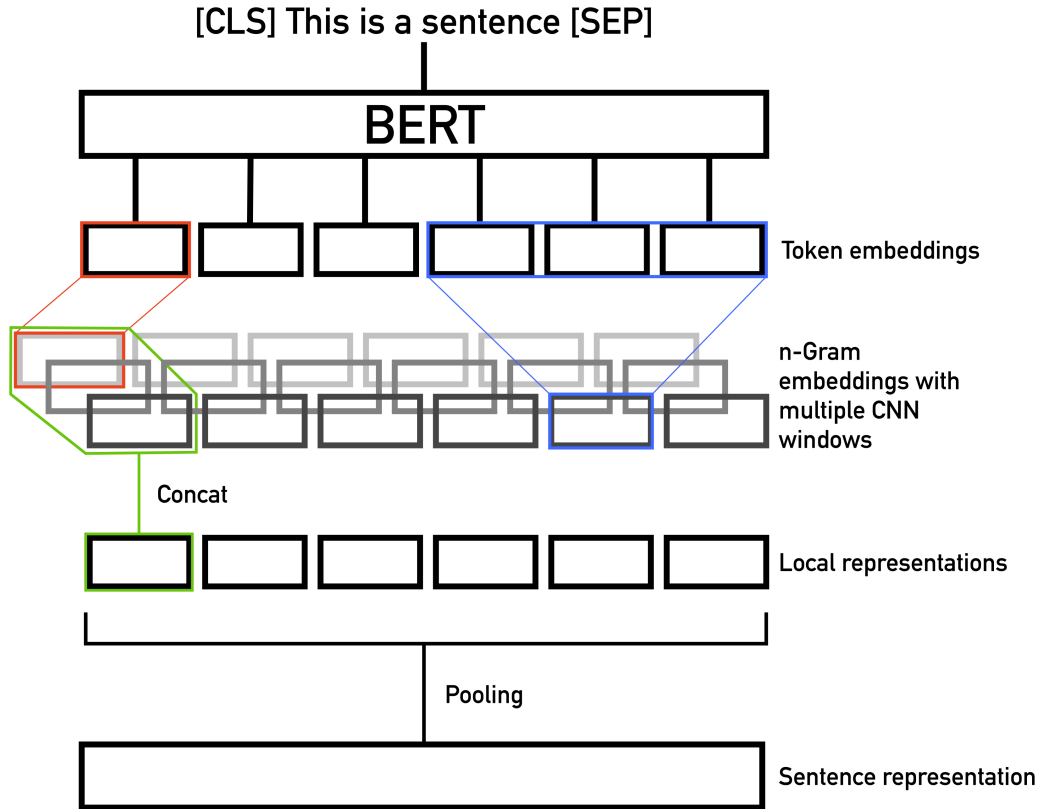 [CLS] This is a sentence [SEP]
BERT
Token embeddings
n-Gram
embeddings with
multiple CNN
windows
Concat
Local representations
Pooling
Sentence representation